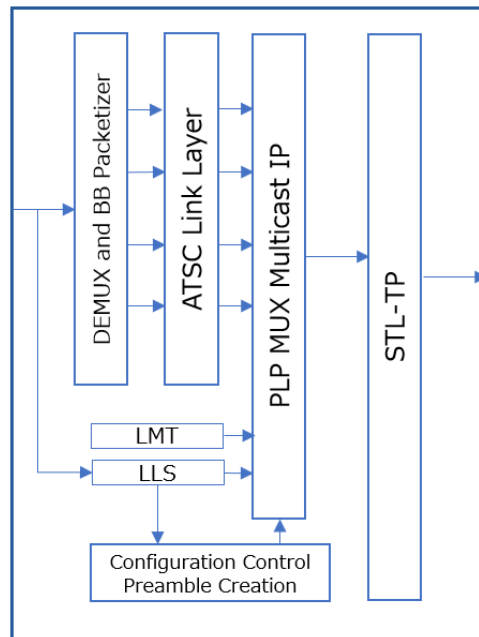 DEMUX and BB Packetizer
ATSC Link Layer
PLP MUX Multicast IP
STL-TP
LMT
LLS
Configuration Control
Preamble Creation